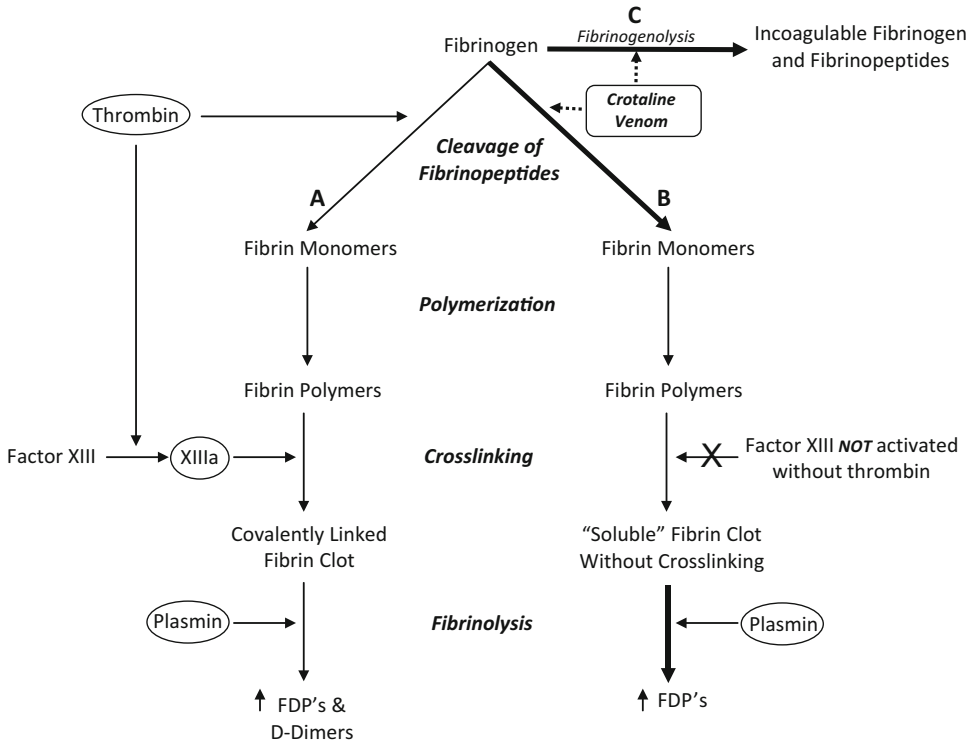 C
Fibrinogen
Fibrinogenolysis
Incoagulable Fibrinogen
and Fibrinopeptides
Thrombin
Crotaline
Venom
Cleavage of
Fibrinopeptides
A
B
Fibrin Monomers
Fibrin Monomers
Polymerization
Fibrin Polymers
Fibrin Polymers
Factor XIII
XIIIa
Crosslinking
X
Factor XIII NOT activated
without thrombin
Covalently Linked
Fibrin Clot
“Soluble” Fibrin Clot
Without Crosslinking
Plasmin
Fibrinolysis
Plasmin
FDP's &
D-Dimers
FDP's